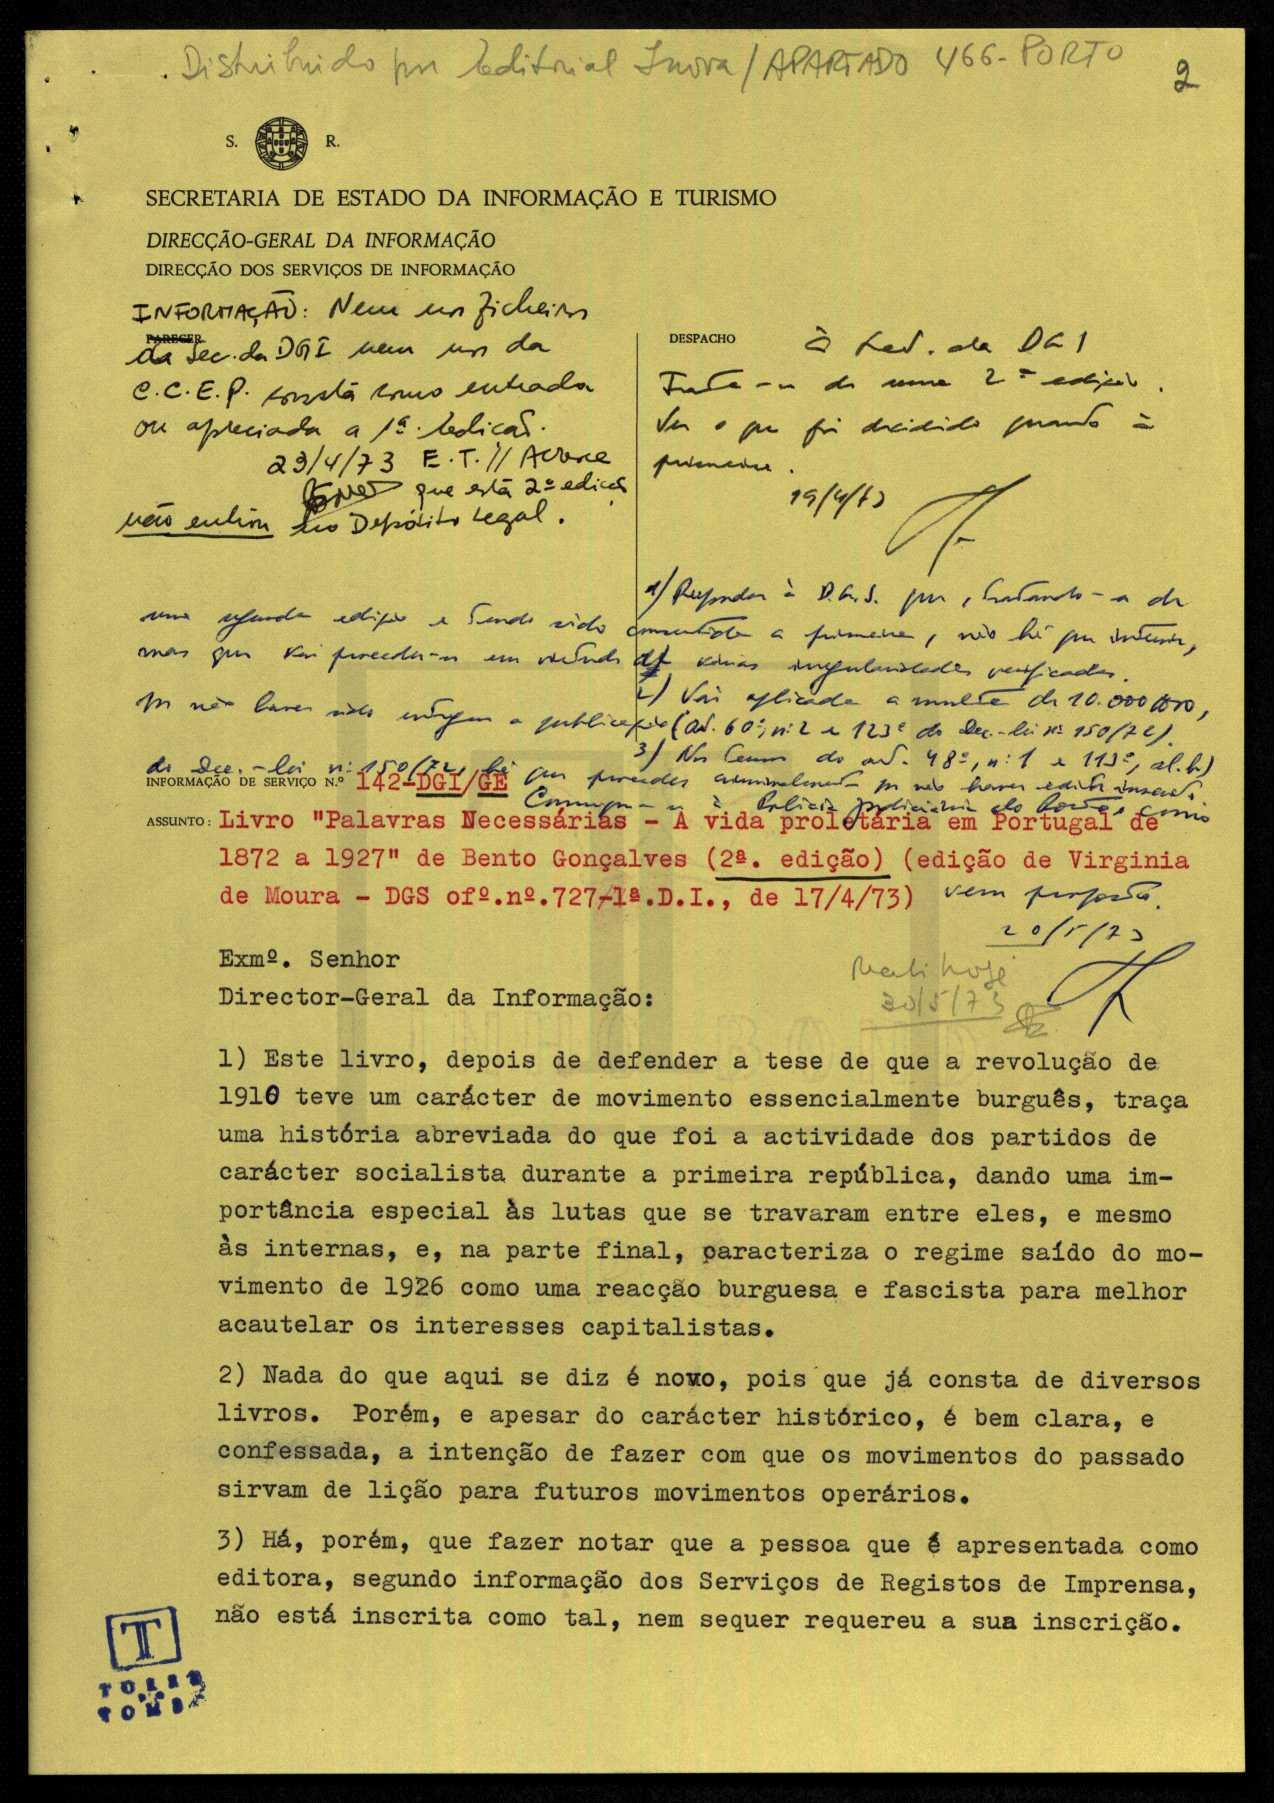 Distribuido por Editorial Inova / APARTADO 466 - PORTO
2
S. R.
SECRETARIA DE ESTADO DA INFORMAÇÃO E TURISMO
DIRECÇÃO-GERAL DA INFORMAÇÃO
DIRECÇÃO DOS SERVIÇOS DE INFORMAÇÃO
INFORMAÇÃO: Nem nos ficheiros
PARECER
da Sec. da DGI nem nos da
C.C.E.P. consta como entrada
ou apreciada a 1ª. Edição.
23/4/73 E.T. // Acresce
que esta 2ª edição
não entrou no Depósito Legal.
DESPACHO
À Sec. da DGI
Trata-se de uma 2ª edição.
Ver o que foi decidido quanto à
primeira.
19/4/73
1) Responder à D.G.S. que, tratando-se de
uma segunda edição e tendo sido consentida a primeira, não há que intervir,
mas que vai proceder-se em virtude de várias irregularidades verificadas.
2) Vai aplicada a multa de 10.000$00,
por não haver sido entregue a publicação (art. 60º, nº 2 e 123º do Dec.-lei nº 150/72).
3) Nos termos do art. 48º, nº 1 e 113º, al. b)
do Dec.-lei nº 150/72, há que proceder criminalmente por não haver editor inscrito.
INFORMAÇÃO DE SERVIÇO N.º 142-DGI/GE
Comunique-se à Polícia Judiciária do Porto, como
ASSUNTO: Livro "Palavras Necessárias - A vida proletária em Portugal de
1872 a 1927" de Bento Gonçalves (2ª. edição) (edição de Virginia
de Moura - DGS ofº.nº.727-1ª.D.I., de 17/4/73) vem proposto.
20/5/73
Exmº. Senhor
Director-Geral da Informação:
30/5/73
1) Este livro, depois de defender a tese de que a revolução de
1910 teve um carácter de movimento essencialmente burguês, traça
uma história abreviada do que foi a actividade dos partidos de
carácter socialista durante a primeira república, dando uma im-
portância especial às lutas que se travaram entre eles, e mesmo
às internas, e, na parte final, caracteriza o regime saído do mo-
vimento de 1926 como uma reacção burguesa e fascista para melhor
acautelar os interesses capitalistas.
2) Nada do que aqui se diz é novo, pois que já consta de diversos
livros. Porém, e apesar do carácter histórico, é bem clara, e
confessada, a intenção de fazer com que os movimentos do passado
sirvam de lição para futuros movimentos operários.
3) Há, porém, que fazer notar que a pessoa que é apresentada como
editora, segundo informação dos Serviços de Registos de Imprensa,
não está inscrita como tal, nem sequer requereu a sua inscrição.
T
TORRE
DO
TOMBO